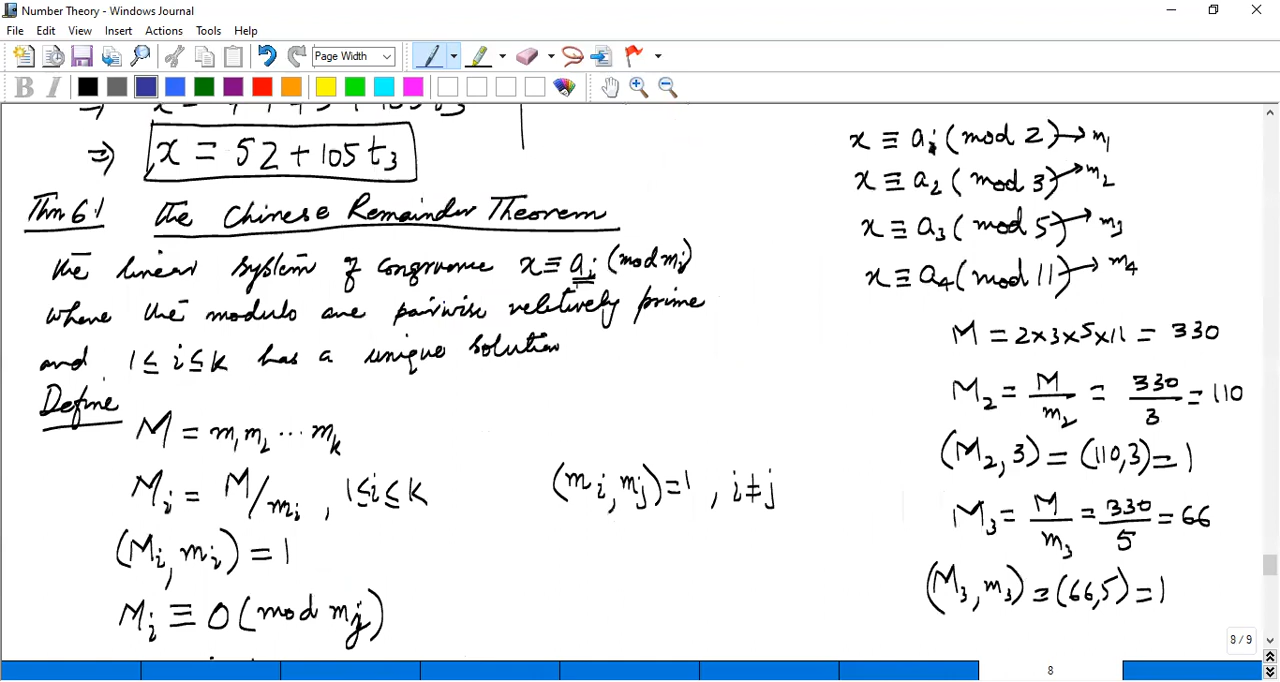 Number Theory - Windows Journal
File Edit View Insert Actions Tools Help
Page Width
B I
⇒) x = 52 + 105 t3
Thm 6.1 The Chinese Remainder Theorem
The linear system of congruence x ≡ ai (mod mi)
where the modulo are pairwise reletively prime
and 1 ≤ i ≤ k has a unique solution
Define
M = m1 m2 ... mk
Mi = M/mi , 1≤i≤k (mi, mj) = 1 , i ≠ j
(Mi, mi) = 1
Mi ≡ 0 (mod mj)
x ≡ a1 (mod 2) → m1
x ≡ a2 (mod 3) → m2
x ≡ a3 (mod 5) → m3
x ≡ a4 (mod 11) → m4
M = 2×3×5×11 = 330
M2 = M/m2 = 330/3 = 110
(M2, 3) = (110, 3) = 1
M3 = M/m3 = 330/5 = 66
(M3, m3) = (66, 5) = 1
8 / 9
8